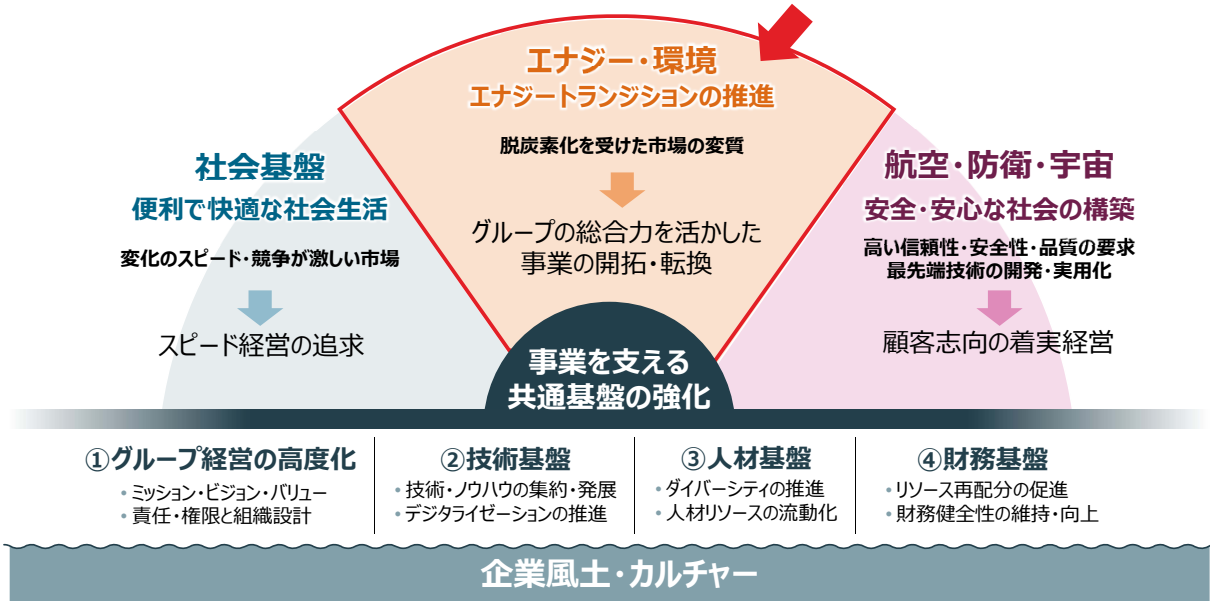 エナジー・環境
エナジートランジションの推進
脱炭素化を受けた市場の変質
グループの総合力を活かした
事業の開拓・転換
社会基盤
便利で快適な社会生活
変化のスピード・競争が激しい市場
スピード経営の追求
航空・防衛・宇宙
安全・安心な社会の構築
高い信頼性・安全性・品質の要求
最先端技術の開発・実用化
顧客志向の着実経営
事業を支える
共通基盤の強化
①グループ経営の高度化
・ミッション・ビジョン・バリュー
・責任・権限と組織設計
②技術基盤
・技術・ノウハウの集約・発展
・デジタライゼーションの推進
③人材基盤
・ダイバーシティの推進
・人材リソースの流動化
④財務基盤
・リソース再配分の促進
・財務健全性の維持・向上
企業風土・カルチャー